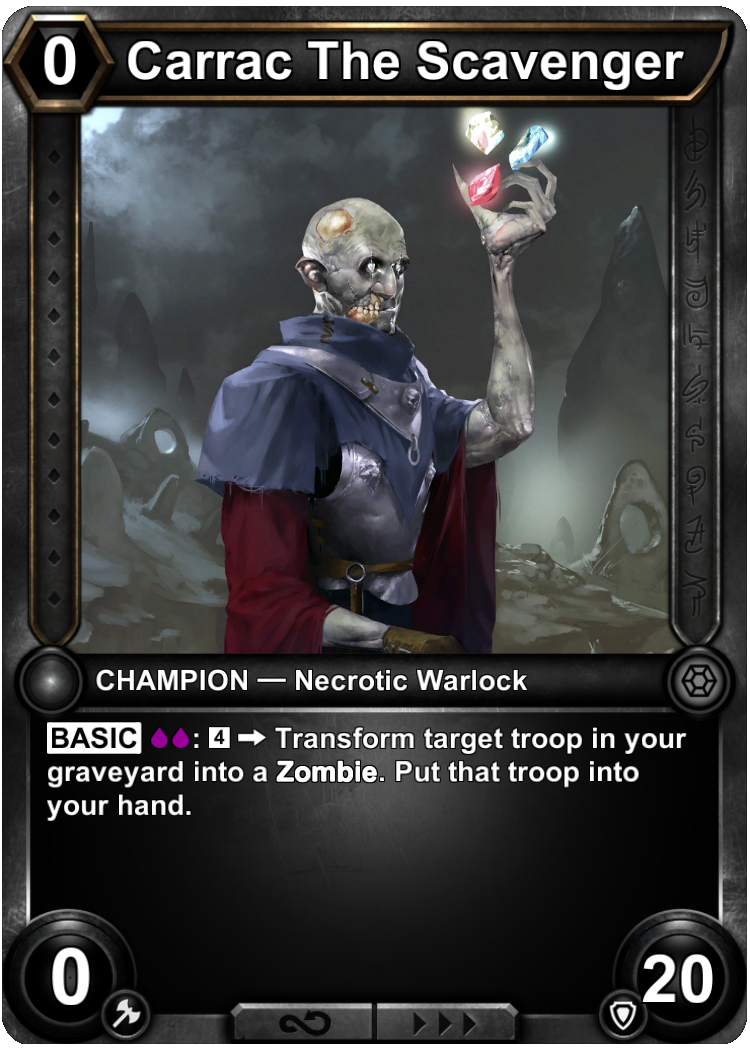 0 Carrac The Scavenger
CHAMPION — Necrotic Warlock
BASIC : 4 ➡ Transform target troop in your
graveyard into a Zombie. Put that troop into
your hand.
0
20